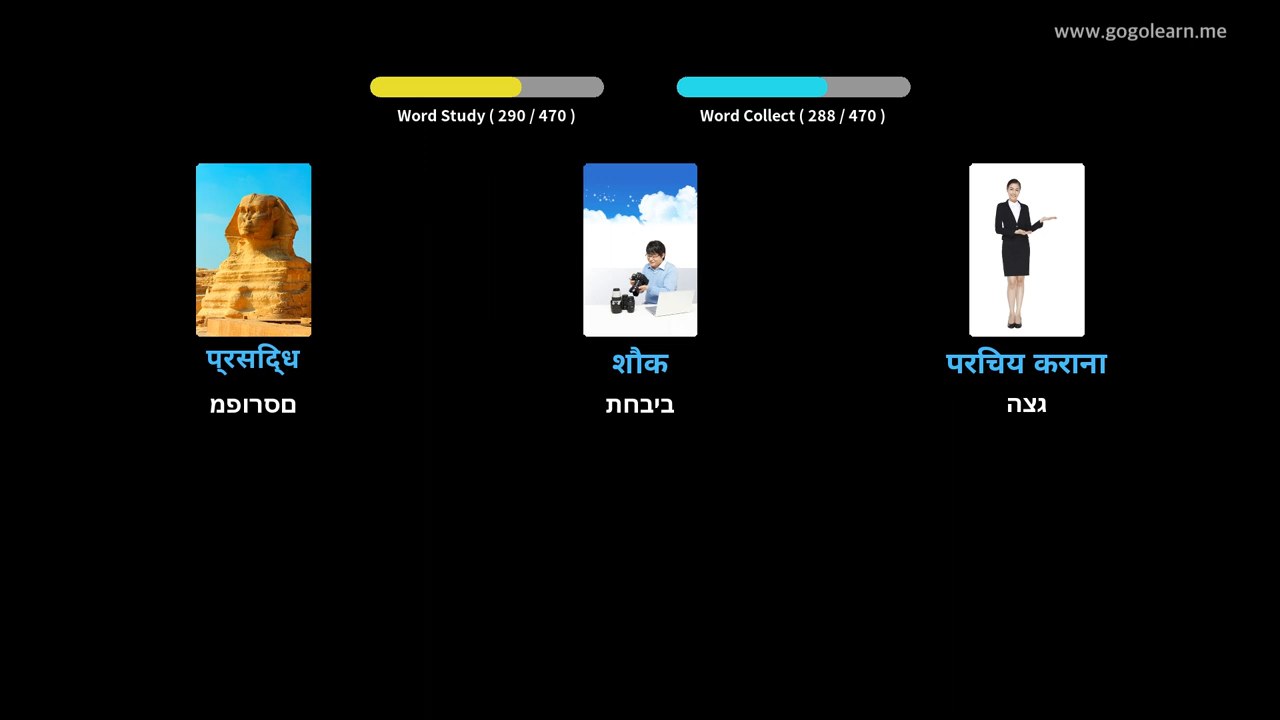 www.gogolearn.me
Word Study ( 290 / 470 )
Word Collect ( 288 / 470 )
प्रसिद्ध
शौक
परिचय कराना
מפורסם
תחביב
הצג